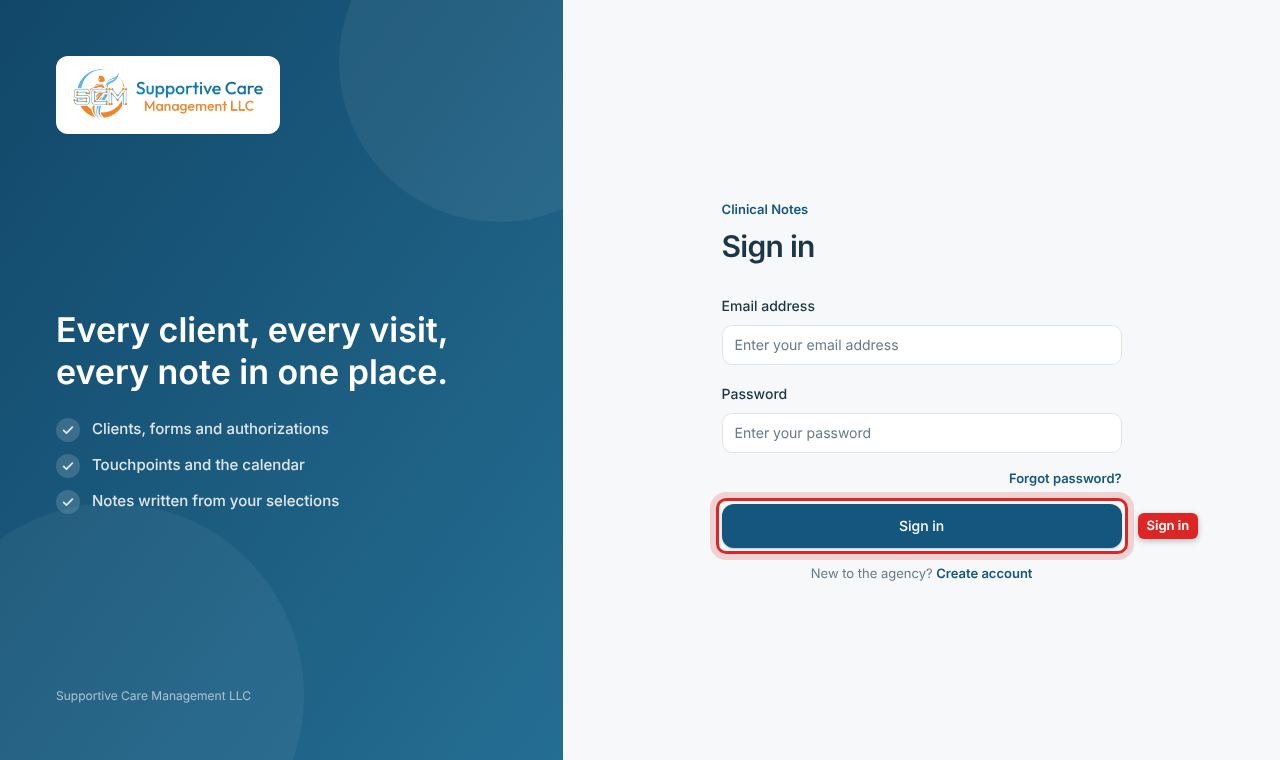 SCM
Supportive Care
Management LLC
Every client, every visit,
every note in one place.
Clients, forms and authorizations
Touchpoints and the calendar
Notes written from your selections
Supportive Care Management LLC
Clinical Notes
Sign in
Email address
Enter your email address
Password
Enter your password
Forgot password?
Sign in
Sign in
New to the agency? Create account